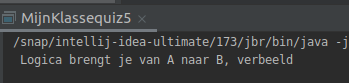 MijnKlassequiz5 ×
/snap/intellij-idea-ultimate/173/jbr/bin/java -j
Logica brengt je van A naar B, verbeeld